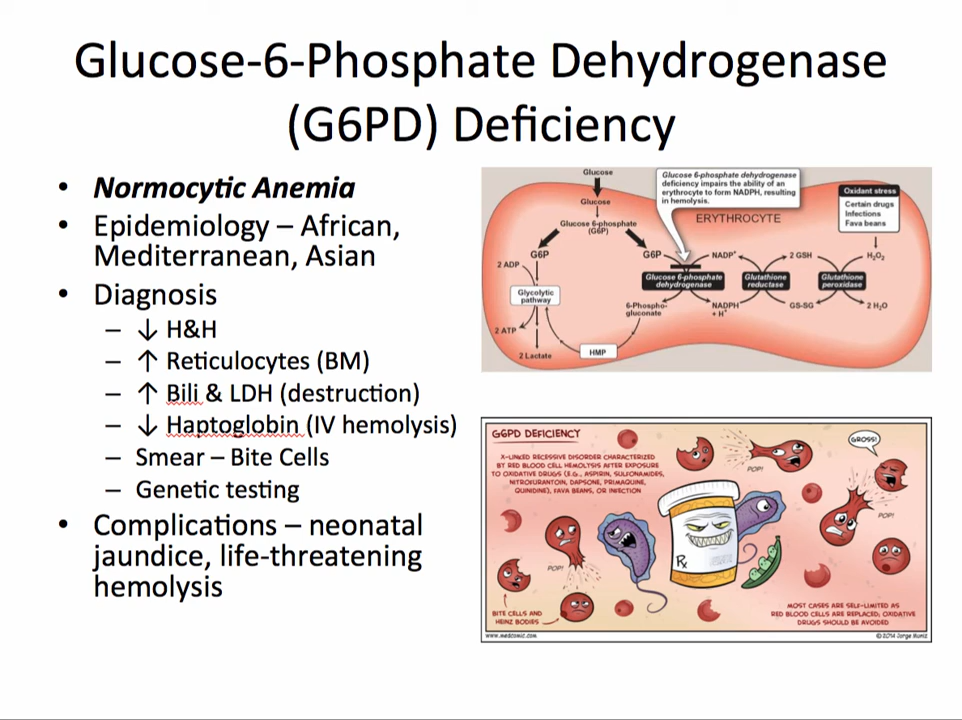 Glucose-6-Phosphate Dehydrogenase
(G6PD) Deficiency
• Normocytic Anemia
• Epidemiology – African,
Mediterranean, Asian
• Diagnosis
– ↓ H&H
– ↑ Reticulocytes (BM)
– ↑ Bili & LDH (destruction)
– ↓ Haptoglobin (IV hemolysis)
– Smear – Bite Cells
– Genetic testing
• Complications – neonatal
jaundice, life-threatening
hemolysis
Glucose
Glucose
Glucose 6-phosphate
(G6P)
Glucose 6-phosphate dehydrogenase
deficiency impairs the ability of an
erythrocyte to form NADPH, resulting
in hemolysis.
ERYTHROCYTE
Oxidant stress
Certain drugs
Infections
Fava beans
G6P
G6P
NADP+
2 GSH
H2O2
2 ADP
Glucose 6-phosphate
dehydrogenase
Glutathione
reductase
Glutathione
peroxidase
Glycolytic
pathway
6-Phospho-
gluconate
NADPH
+ H+
GS-SG
2 H2O
2 ATP
2 Lactate
HMP
G6PD DEFICIENCY
X-LINKED RECESSIVE DISORDER CHARACTERIZED
BY RED BLOOD CELL HEMOLYSIS AFTER EXPOSURE
TO OXIDATIVE DRUGS (E.G., ASPIRIN, SULFONAMIDES,
NITROFURANTOIN, DAPSONE, PRIMAQUINE,
QUINIDINE), FAVA BEANS, OR INFECTION
POP!
GROSS!
POP!
POP!
Rx
BITE CELLS AND
HEINZ BODIES
MOST CASES ARE SELF-LIMITED AS
RED BLOOD CELLS ARE REPLACED; OXIDATIVE
DRUGS SHOULD BE AVOIDED
www.medcomic.com
©2014 Jorge Muniz